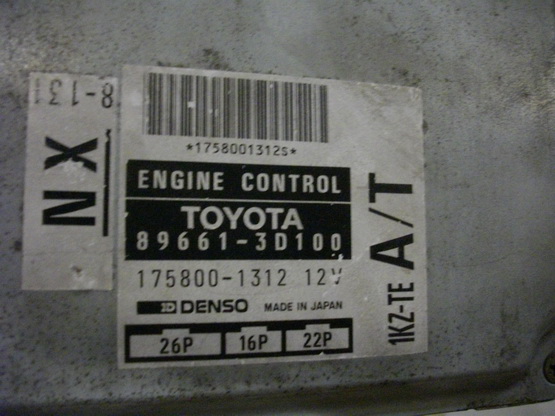 8-131
NX
*1758001312S*
ENGINE CONTROL
TOYOTA
89661-3D100
175800-1312 12V
DENSO MADE IN JAPAN
26P 16P 22P
1KZ-TE A/T